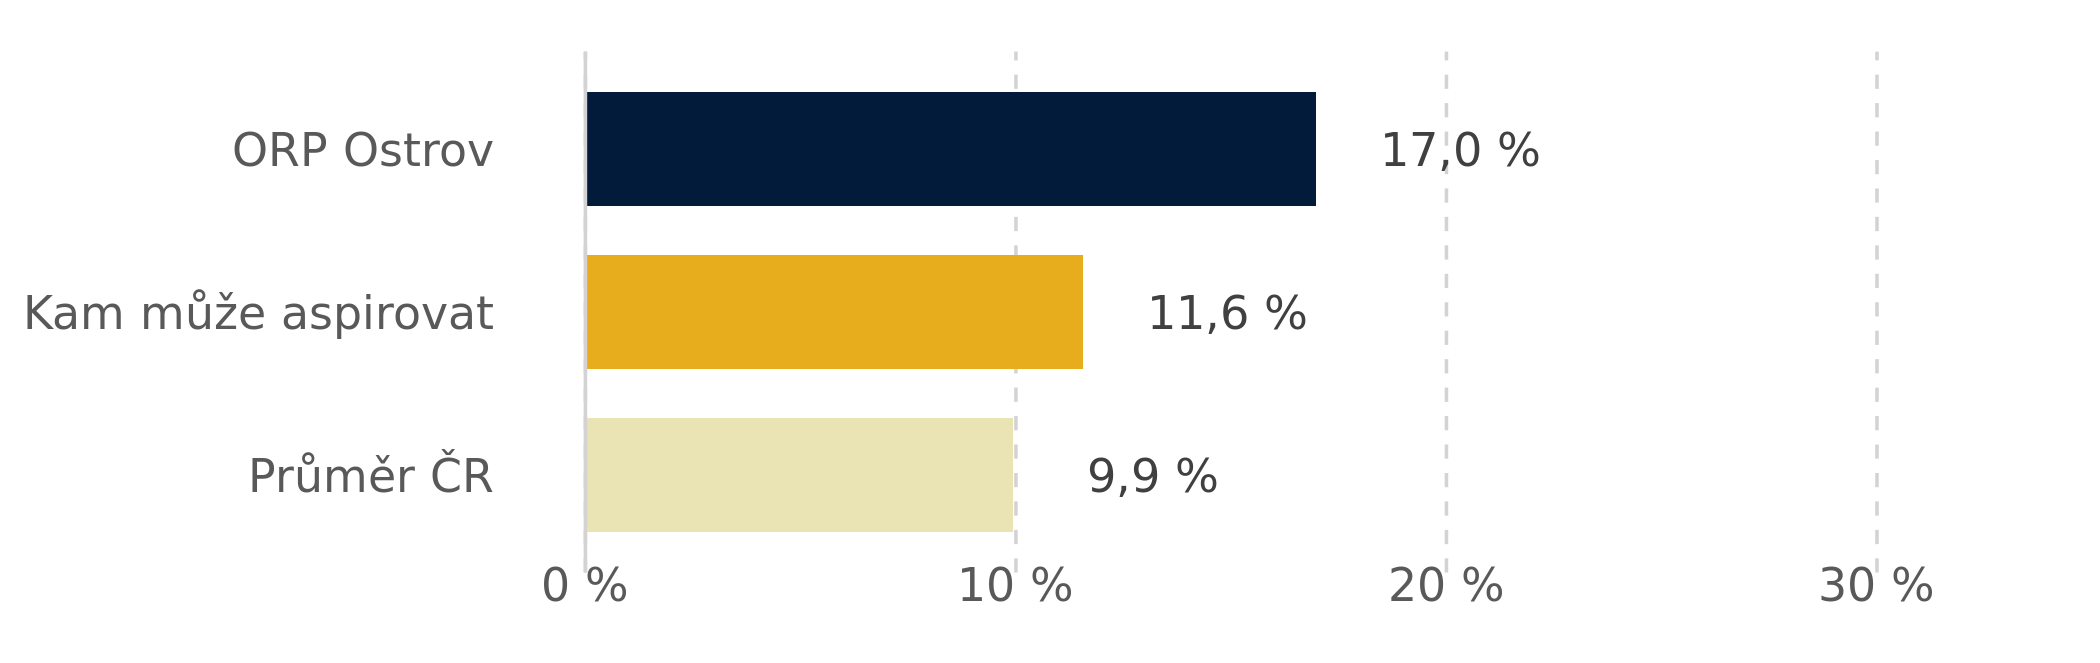 ORP Ostrov 17,0 %
Kam může aspirovat 11,6 %
Průměr ČR 9,9 %
0 % 10 % 20 % 30 %